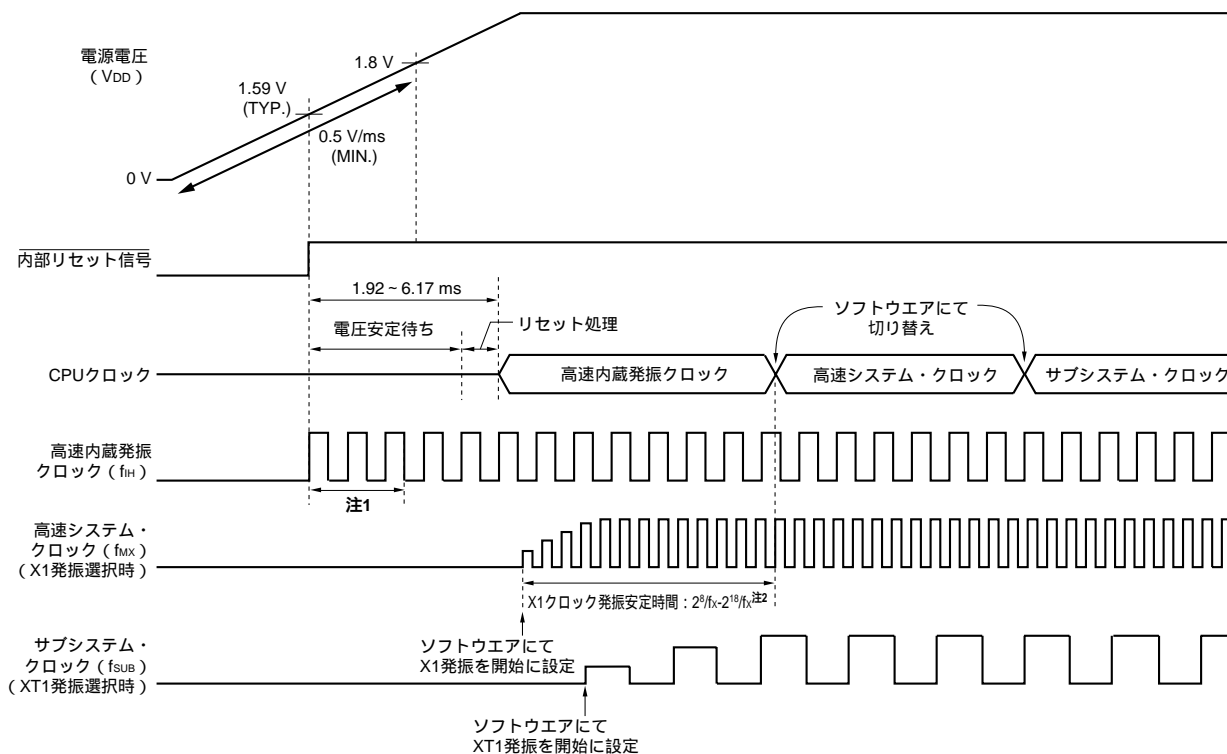 電源電圧
（VDD）
1.8 V
1.59 V
(TYP.)
0.5 V/ms
(MIN.)
0 V
内部リセット信号
1.92～6.17 ms
電圧安定待ち
リセット処理
ソフトウエアにて
切り替え
CPUクロック
高速内蔵発振クロック
高速システム・クロック
サブシステム・クロック
高速内蔵発振
クロック（fIH）
注1
高速システム・
クロック（fMX）
（X1発振選択時）
X1クロック発振安定時間：2⁸/fX-2¹⁸/fX注2
ソフトウエアにて
X1発振を開始に設定
サブシステム・
クロック（fSUB）
（XT1発振選択時）
ソフトウエアにて
XT1発振を開始に設定